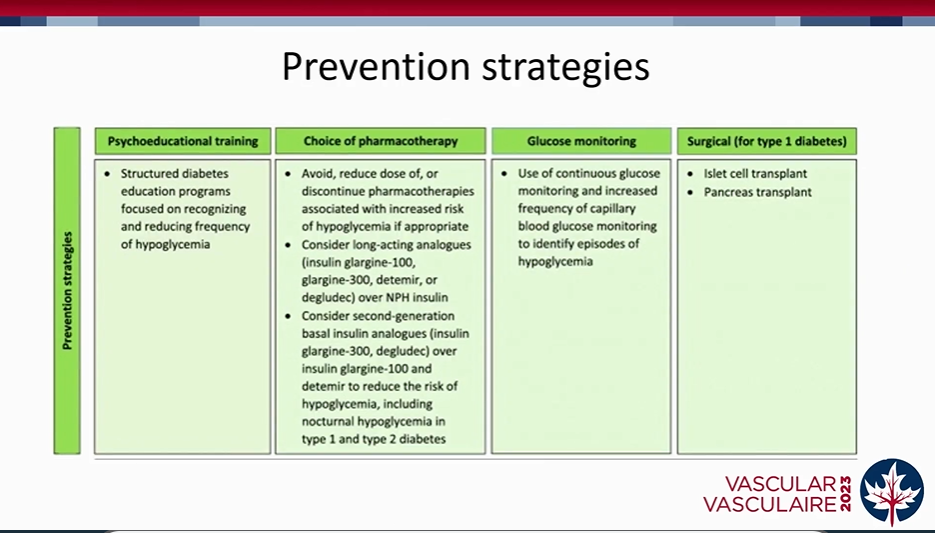 Prevention strategies
Prevention strategies
Psychoeducational training
• Structured diabetes
education programs
focused on recognizing
and reducing frequency
of hypoglycemia
Choice of pharmacotherapy
• Avoid, reduce dose of, or
discontinue pharmacotherapies
associated with increased risk
of hypoglycemia if appropriate
• Consider long-acting analogues
(insulin glargine-100,
glargine-300, detemir, or
degludec) over NPH insulin
• Consider second-generation
basal insulin analogues (insulin
glargine-300, degludec) over
insulin glargine-100 and
detemir to reduce the risk of
hypoglycemia, including
nocturnal hypoglycemia in
type 1 and type 2 diabetes
Glucose monitoring
• Use of continuous glucose
monitoring and increased
frequency of capillary
blood glucose monitoring
to identify episodes of
hypoglycemia
Surgical (for type 1 diabetes)
• Islet cell transplant
• Pancreas transplant
VASCULAR
VASCULAIRE
2023